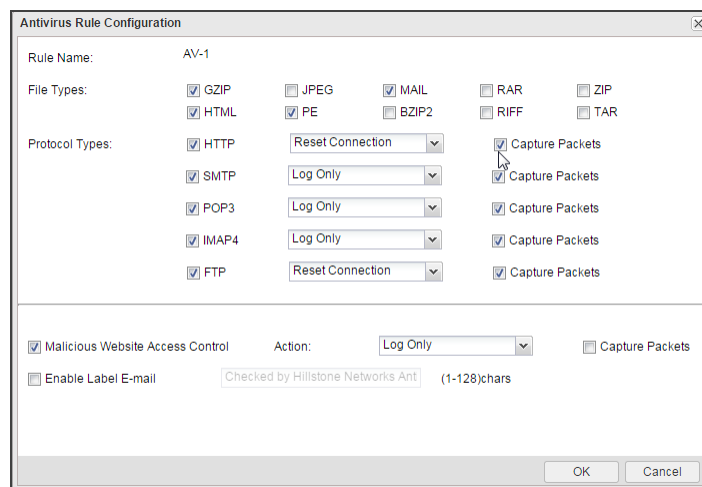 Antivirus Rule Configuration
Rule Name: AV-1
File Types: GZIP JPEG MAIL RAR ZIP
HTML PE BZIP2 RIFF TAR
Protocol Types: HTTP Reset Connection Capture Packets
SMTP Log Only Capture Packets
POP3 Log Only Capture Packets
IMAP4 Log Only Capture Packets
FTP Reset Connection Capture Packets
Malicious Website Access Control Action: Log Only Capture Packets
Enable Label E-mail Checked by Hillstone Networks Ant (1-128)chars
OK Cancel